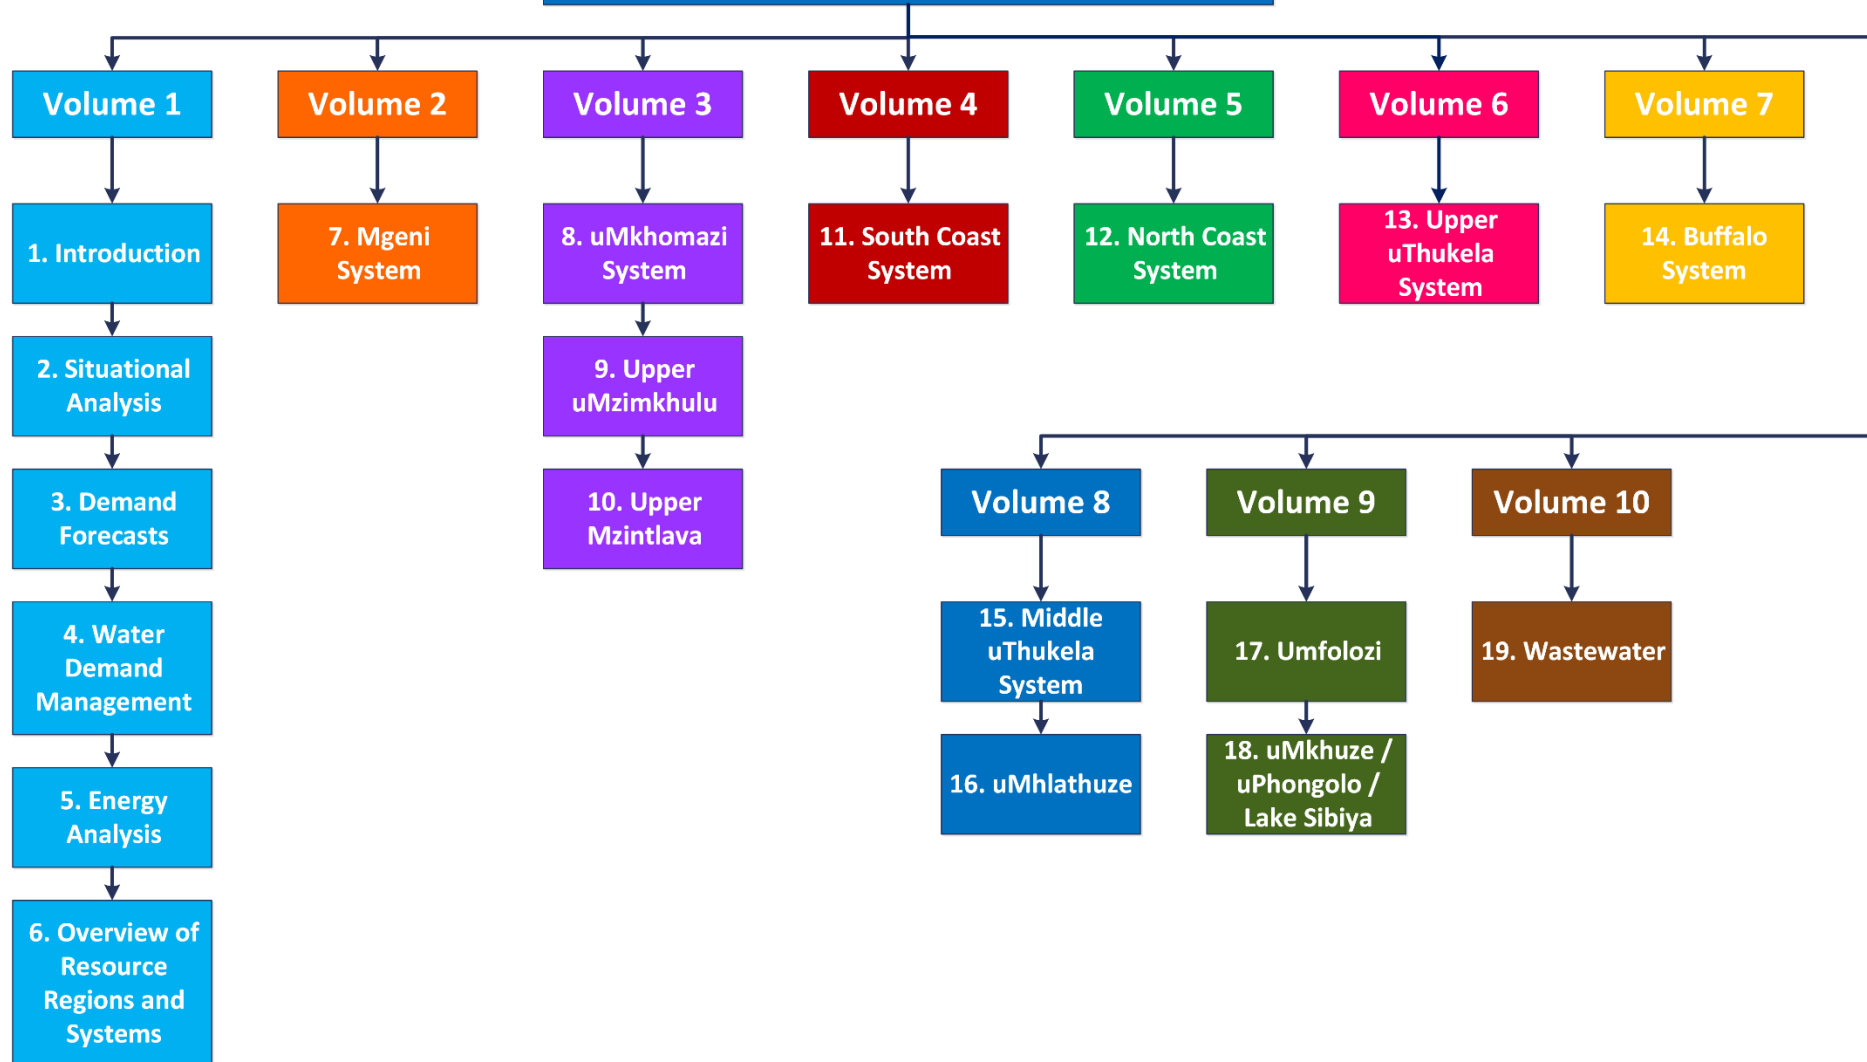 Volume 1
Volume 2
Volume 3
Volume 4
Volume 5
Volume 6
Volume 7
1. Introduction
7. Mgeni
System
8. uMkhomazi
System
11. South Coast
System
12. North Coast
System
13. Upper
uThukela
System
14. Buffalo
System
2. Situational
Analysis
9. Upper
uMzimkhulu
3. Demand
Forecasts
10. Upper
Mzintlava
Volume 8
Volume 9
Volume 10
4. Water
Demand
Management
15. Middle
uThukela
System
17. Umfolozi
19. Wastewater
5. Energy
Analysis
16. uMhlathuze
18. uMkhuze /
uPhongolo /
Lake Sibiya
6. Overview of
Resource
Regions and
Systems